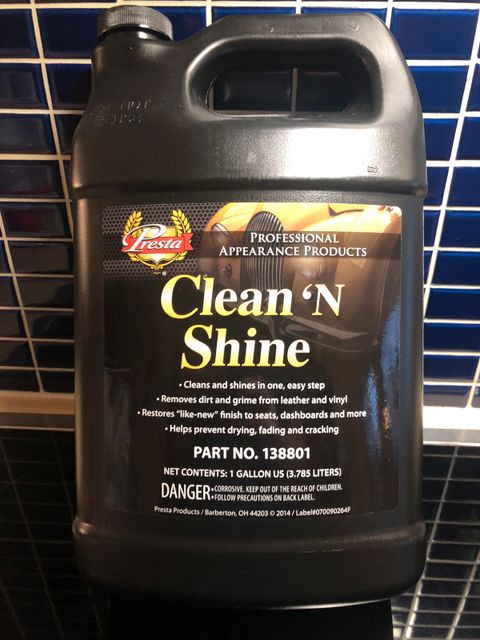 DO NOT
REUSE
Presta
PROFESSIONAL
APPEARANCE PRODUCTS
Clean 'N
Shine
• Cleans and shines in one, easy step
• Removes dirt and grime from leather and vinyl
• Restores "like-new" finish to seats, dashboards and more
• Helps prevent drying, fading and cracking
PART NO. 138801
NET CONTENTS: 1 GALLON US (3.785 LITERS)
DANGER • CORROSIVE. KEEP OUT OF THE REACH OF CHILDREN.
• FOLLOW PRECAUTIONS ON BACK LABEL.
Presta Products / Barberton, OH 44203 © 2014 / Label#070090264F